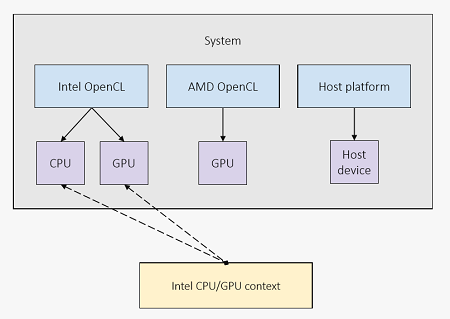 System
Intel OpenCL
AMD OpenCL
Host platform
CPU
GPU
GPU
Host
device
Intel CPU/GPU context